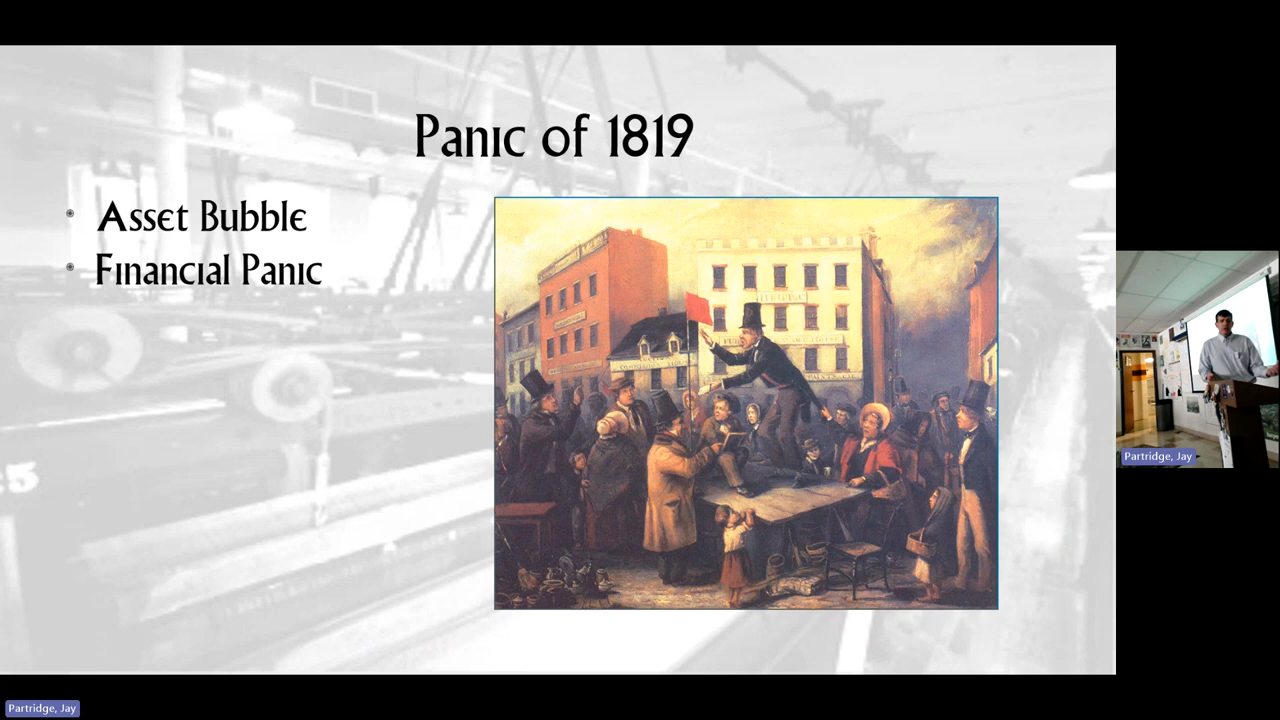 Panic of 1819
Asset Bubble
Financial Panic
Partridge, Jay
Partridge, Jay